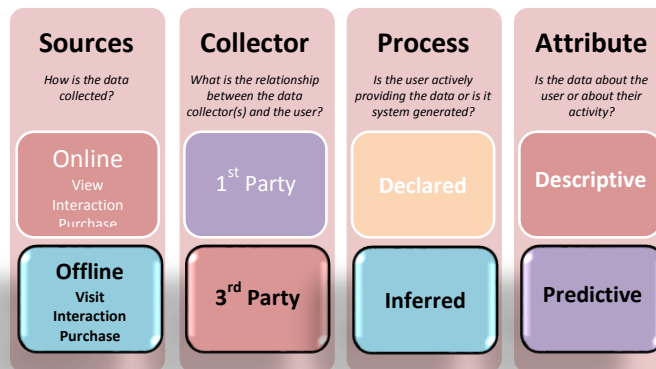 Sources
How is the data
collected?
Online
View
Interaction
Purchase
Offline
Visit
Interaction
Purchase
Collector
What is the relationship
between the data
collector(s) and the user?
1st Party
3rd Party
Process
Is the user actively
providing the data or is it
system generated?
Declared
Inferred
Attribute
Is the data about the
user or about their
activity?
Descriptive
Predictive